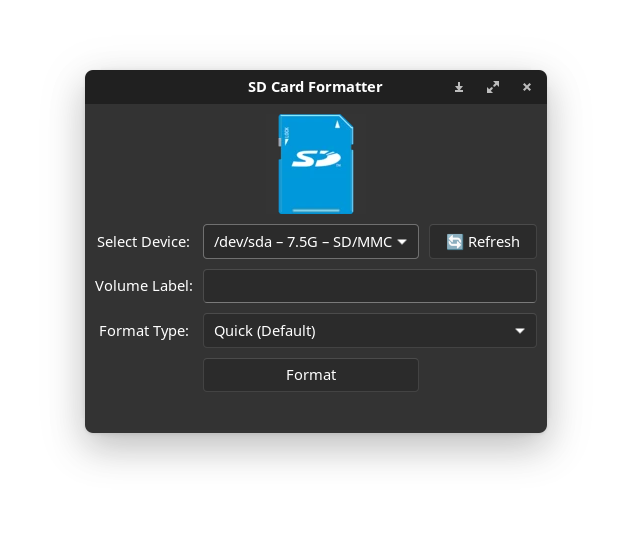 SD Card Formatter
LOCK
SD
Select Device: /dev/sda – 7.5G – SD/MMC Refresh
Volume Label:
Format Type: Quick (Default)
Format